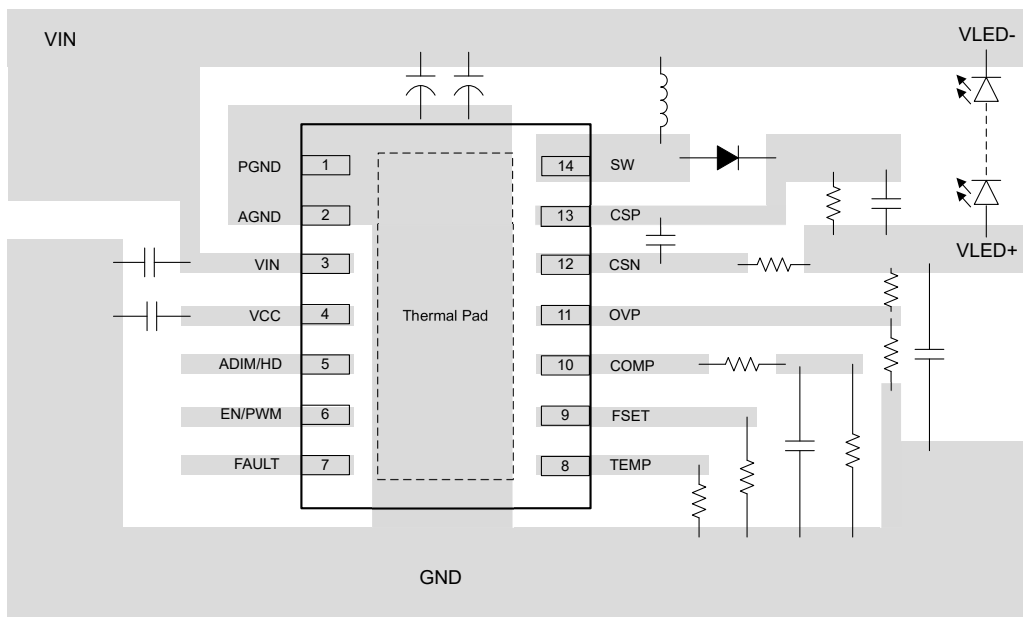 VIN
VLED-
PGND 1
14 SW
AGND 2
13 CSP
VIN 3
12 CSN
VLED+
VCC 4
Thermal Pad
11 OVP
ADIM/HD 5
10 COMP
EN/PWM 6
9 FSET
FAULT 7
8 TEMP
GND